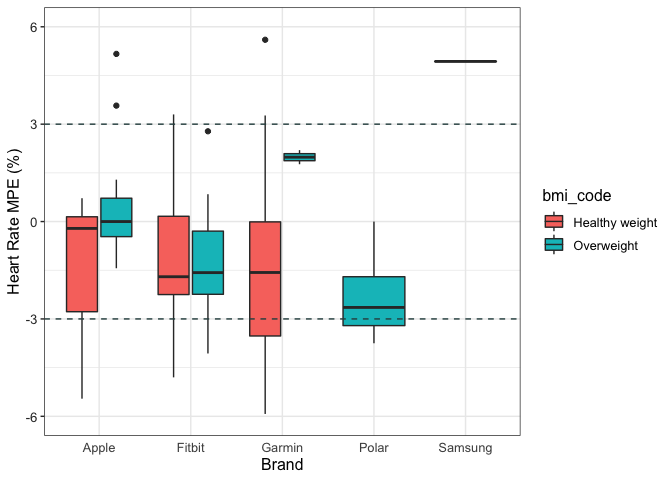 Heart Rate MPE (%)
6
3
0
-3
-6
Apple Fitbit Garmin Polar Samsung
Brand
bmi_code
Healthy weight
Overweight